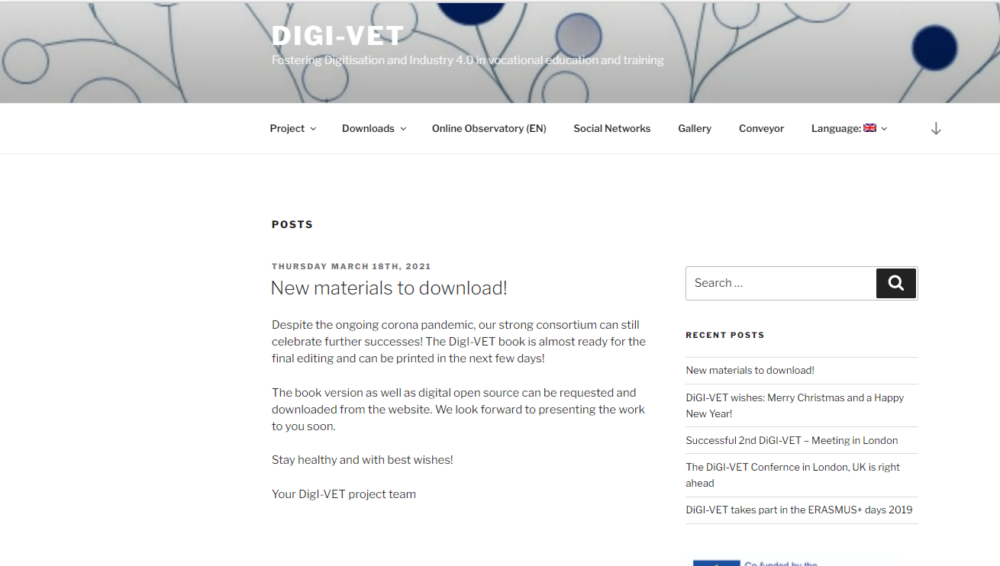 DIGI-VET
Fostering Digitisation and Industry 4.0 in vocational education and training
Project Downloads Online Observatory (EN) Social Networks Gallery Conveyor Language:
POSTS
THURSDAY MARCH 18TH, 2021
New materials to download!
Despite the ongoing corona pandemic, our strong consortium can still
celebrate further successes! The DigI-VET book is almost ready for the
final editing and can be printed in the next few days!
The book version as well as digital open source can be requested and
downloaded from the website. We look forward to presenting the work
to you soon.
Stay healthy and with best wishes!
Your DigI-VET project team
Search …
RECENT POSTS
New materials to download!
DiGI-VET wishes: Merry Christmas and a Happy
New Year!
Successful 2nd DiGI-VET – Meeting in London
The DiGI-VET Confernce in London, UK is right
ahead
DiGI-VET takes part in the ERASMUS+ days 2019
Co-funded by the